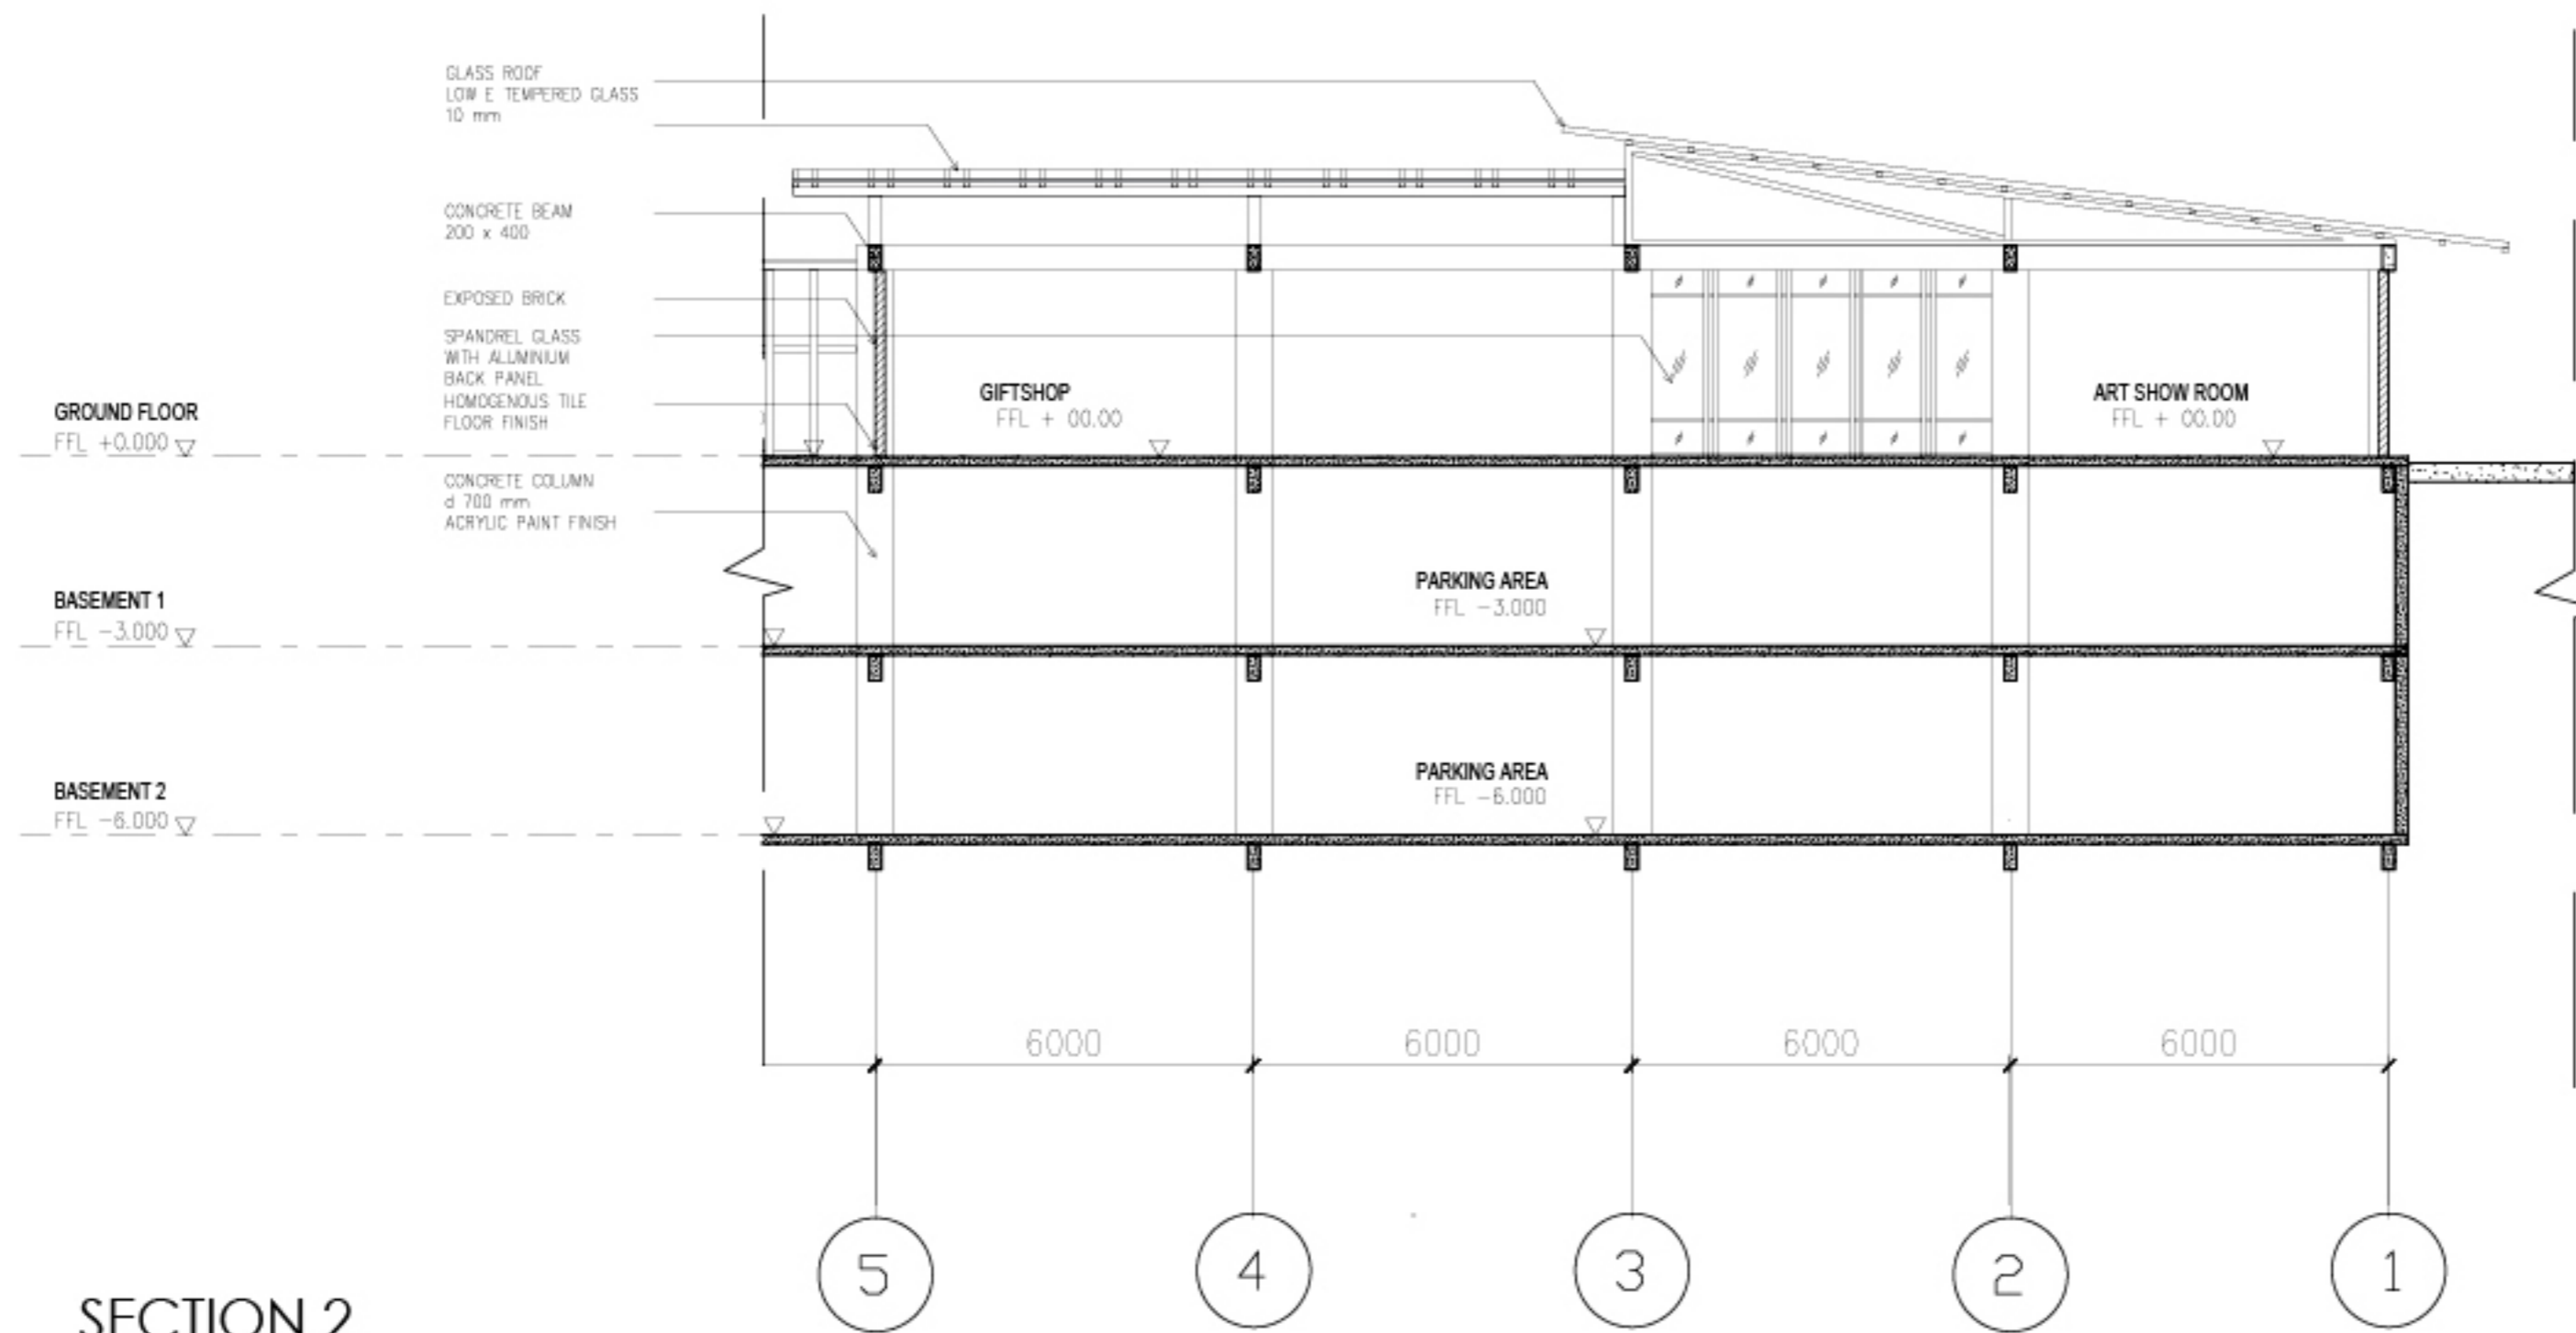 GLASS ROOF
LOW E TEMPERED GLASS
10 mm
CONCRETE BEAM
200 x 400
EXPOSED BRICK
SPANDREL GLASS
WITH ALUMINIUM
BACK PANEL
HOMOGENOUS TILE
FLOOR FINISH
CONCRETE COLUMN
d 700 mm
ACRYLIC PAINT FINISH
GROUND FLOOR
FFL +0.000
BASEMENT 1
FFL -3.000
BASEMENT 2
FFL -6.000
GIFTSHOP
FFL + 00.00
ART SHOW ROOM
FFL + 00.00
PARKING AREA
FFL -3.000
PARKING AREA
FFL -6.000
6000 6000 6000 6000
5 4 3 2 1
SECTION 2